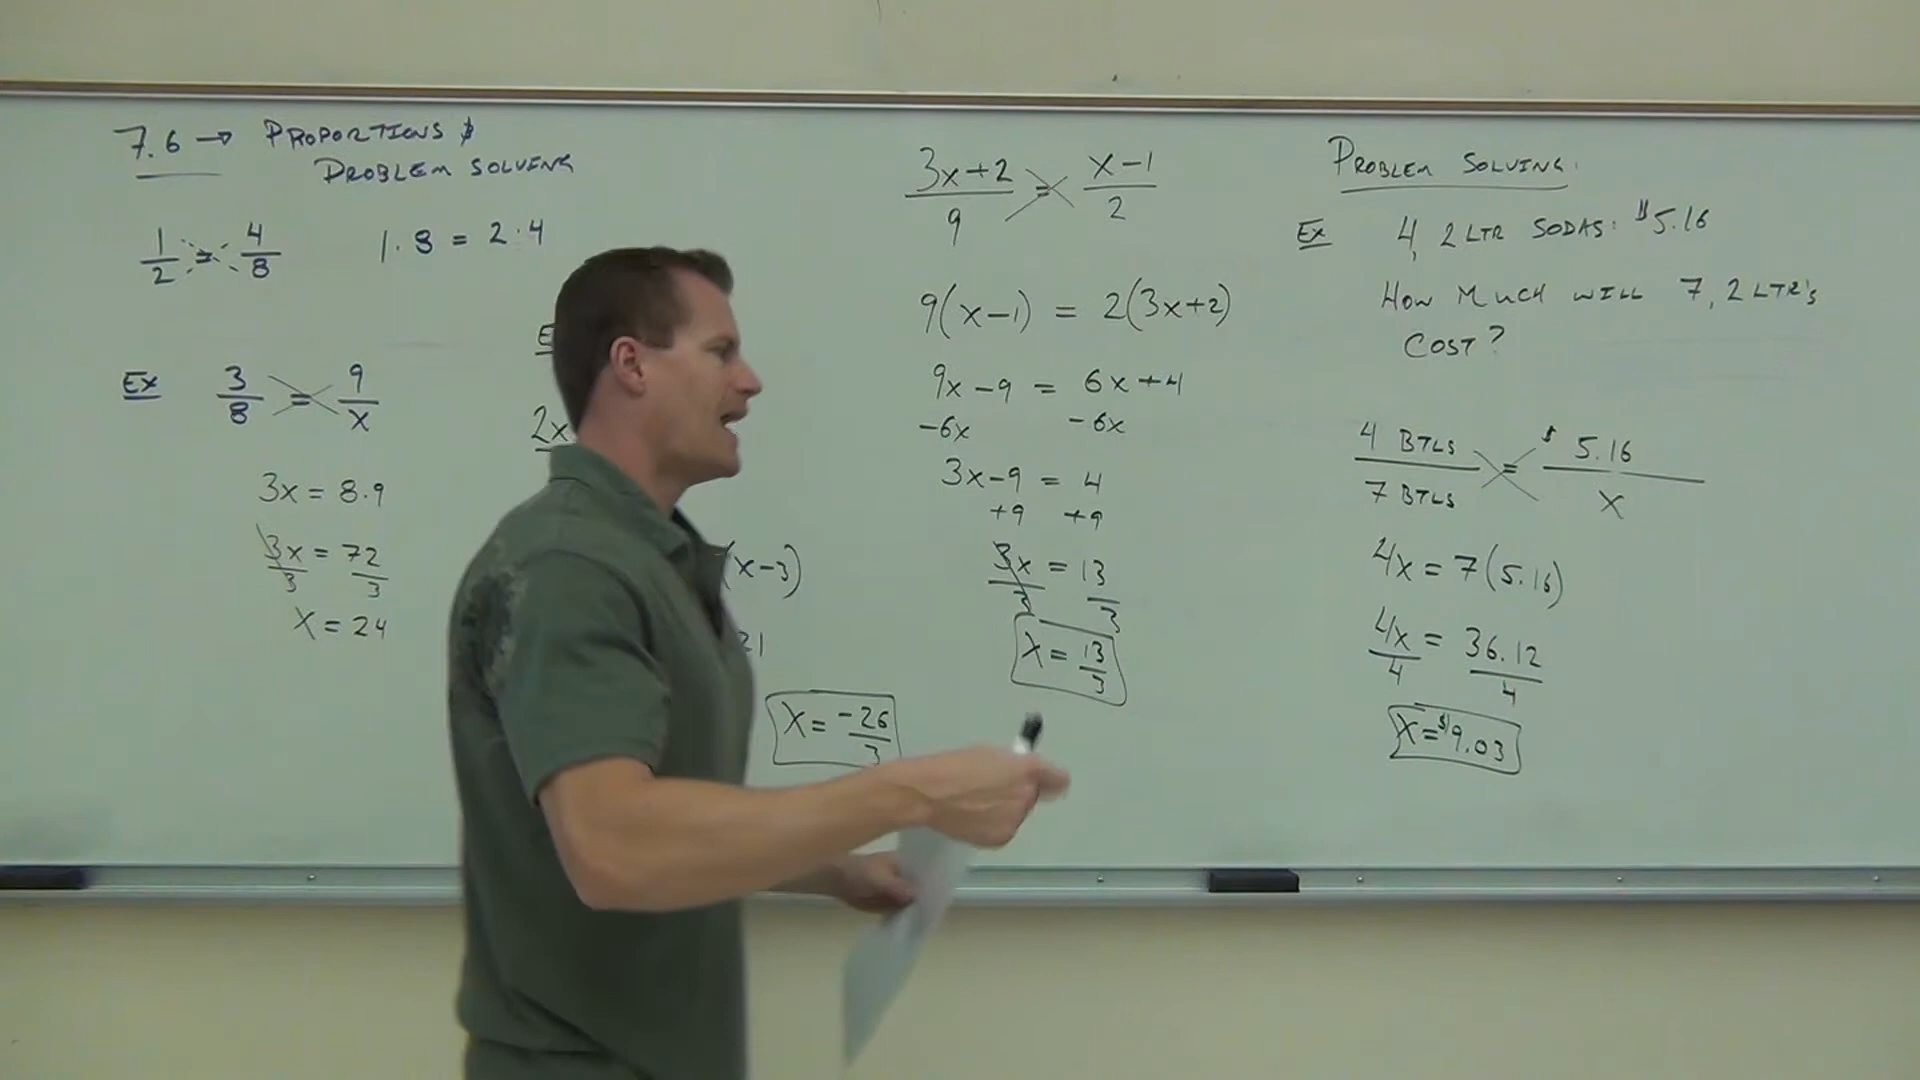 7.6 → PROPORTIONS &
PROBLEM SOLVING
1/2 = 4/8
1·8 = 2·4
Ex 3/8 = 9/x
3x = 8·9
3x/3 = 72/3
x = 24
2x
(x-3)
21
x = -26/3
3x+2/9 = x-1/2
9(x-1) = 2(3x+2)
9x-9 = 6x+4
-6x -6x
3x-9 = 4
+9 +9
3x/3 = 13/3
x = 13/3
PROBLEM SOLVING:
Ex 4, 2 LTR SODAS: $5.16
HOW MUCH WILL 7, 2 LTR's
COST?
4 BTLS/7 BTLS = $5.16/x
4x = 7(5.16)
4x/4 = 36.12/4
x = $9.03